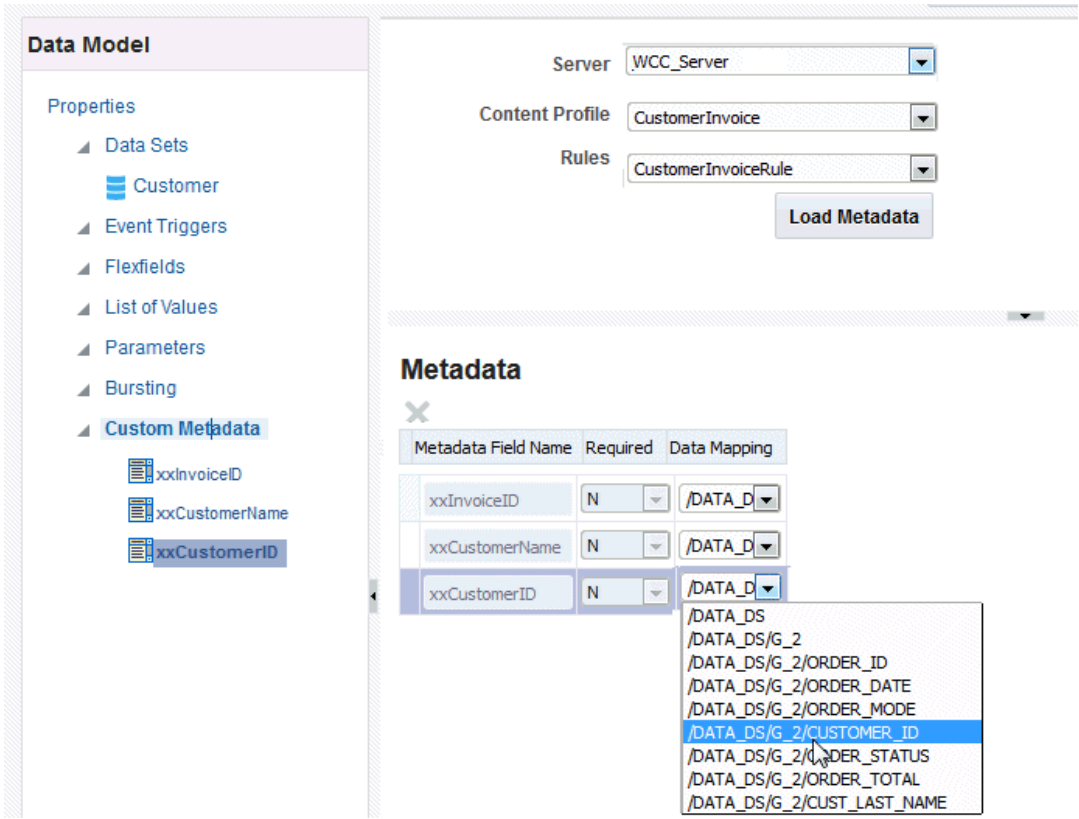 Data Model
Properties
Data Sets
Customer
Event Triggers
Flexfields
List of Values
Parameters
Bursting
Custom Metadata
xxInvoiceID
xxCustomerName
xxCustomerID
Server WCC_Server
Content Profile CustomerInvoice
Rules CustomerInvoiceRule
Load Metadata
Metadata
Metadata Field Name Required Data Mapping
xxInvoiceID N /DATA_D
xxCustomerName N /DATA_D
xxCustomerID N /DATA_D
/DATA_DS
/DATA_DS/G_2
/DATA_DS/G_2/ORDER_ID
/DATA_DS/G_2/ORDER_DATE
/DATA_DS/G_2/ORDER_MODE
/DATA_DS/G_2/CUSTOMER_ID
/DATA_DS/G_2/ORDER_STATUS
/DATA_DS/G_2/ORDER_TOTAL
/DATA_DS/G_2/CUST_LAST_NAME